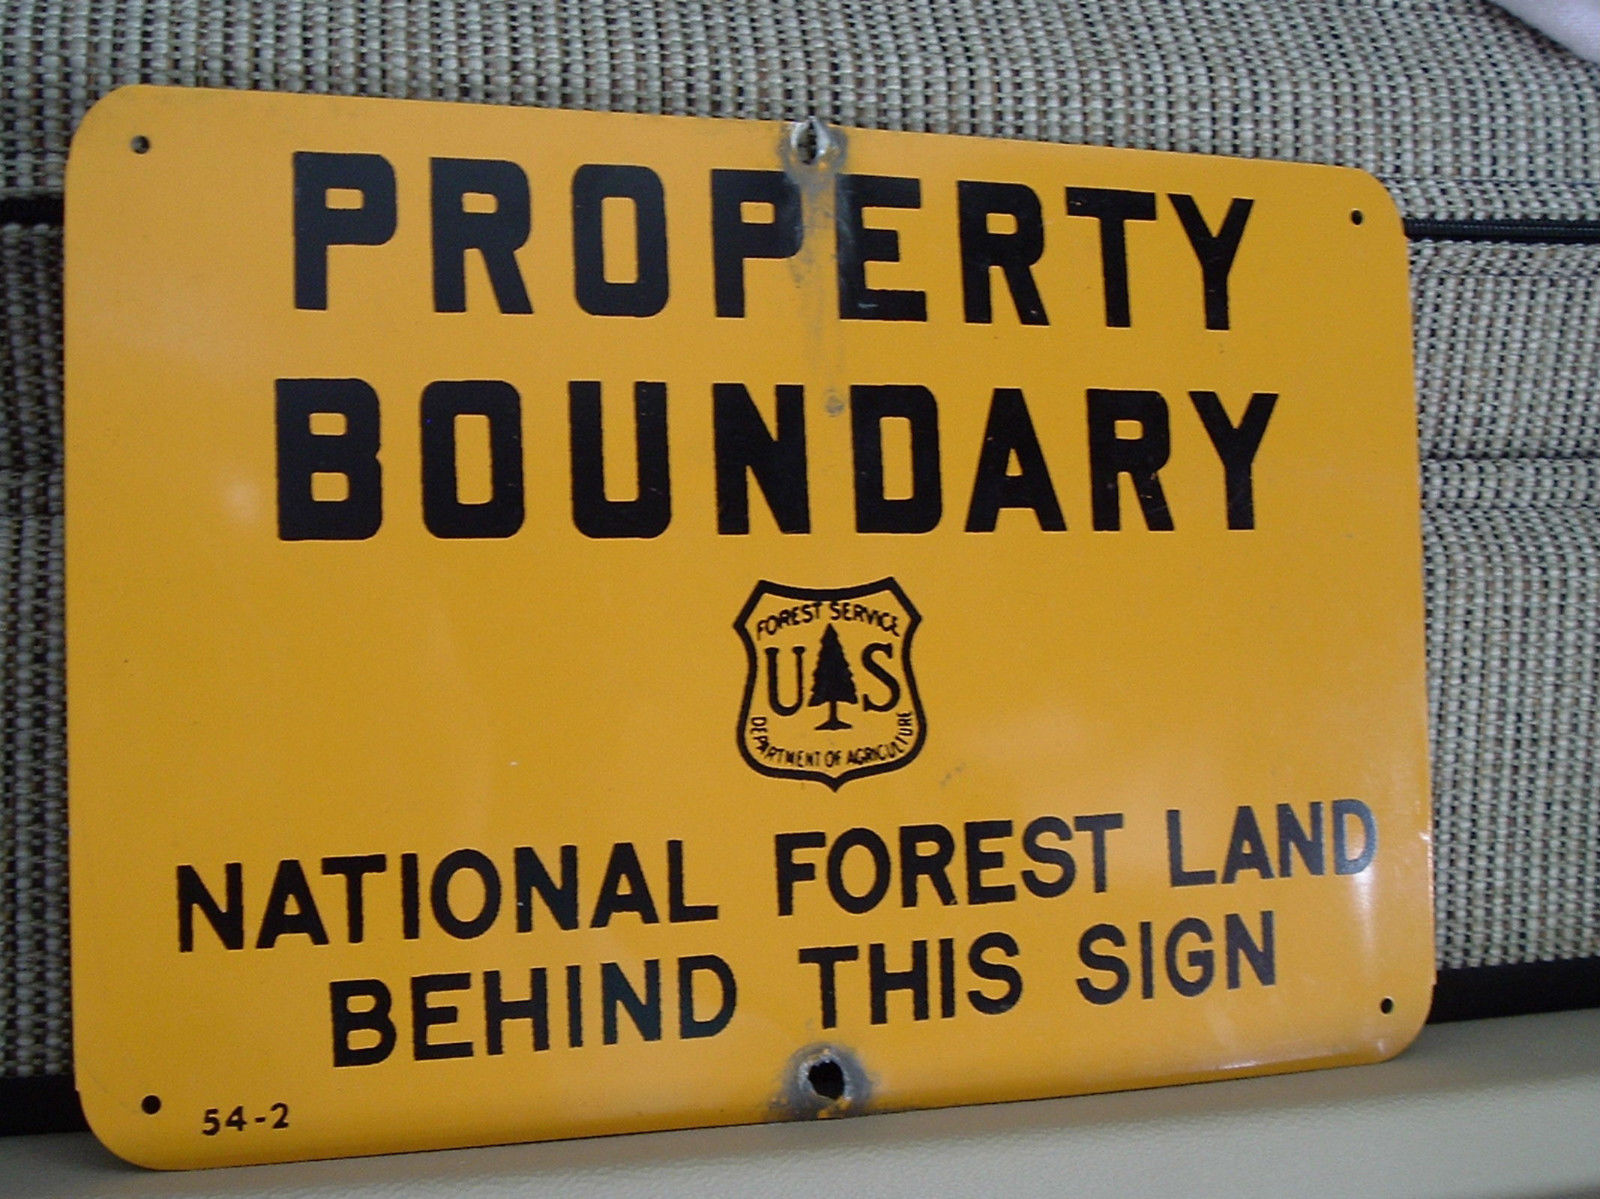 PROPERTY
BOUNDARY
FOREST SERVICE
U S
DEPARTMENT OF AGRICULTURE
NATIONAL FOREST LAND
BEHIND THIS SIGN
54-2